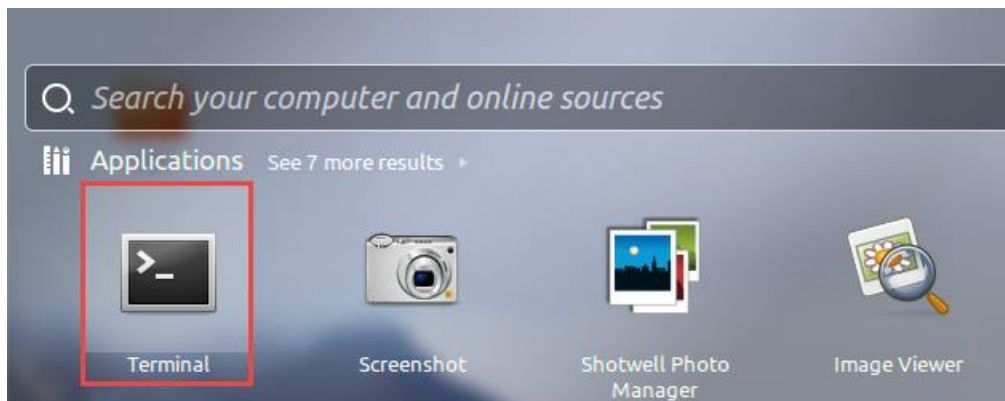 Search your computer and online sources
Applications See 7 more results
>_
Terminal
Screenshot
Shotwell Photo
Manager
Image Viewer